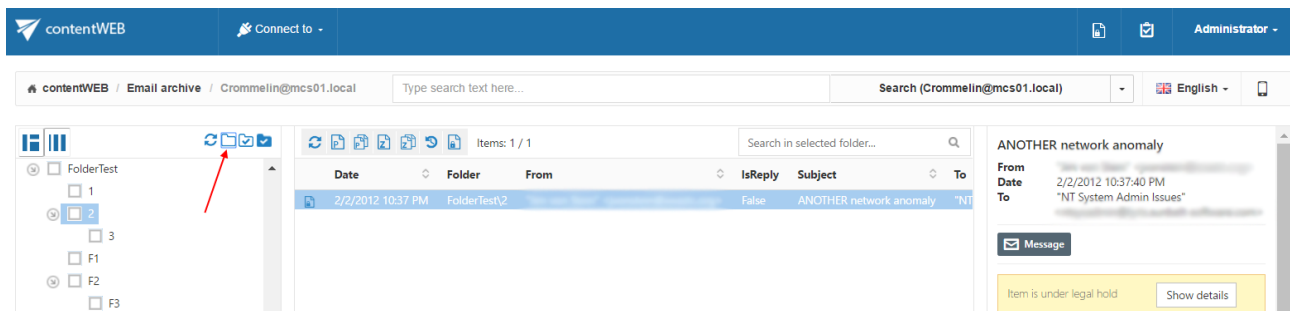 contentWEB
Connect to
Administrator
contentWEB / Email archive / Crommelin@mcs01.local
Type search text here...
Search (Crommelin@mcs01.local)
English
Items: 1 / 1
Search in selected folder...
FolderTest
1
2
3
F1
F2
F3
Date Folder From IsReply Subject To
2/2/2012 10:37 PM FolderTest\2 False ANOTHER network anomaly "NT
ANOTHER network anomaly
From
Date 2/2/2012 10:37:40 PM
To "NT System Admin Issues"
Message
Item is under legal hold
Show details